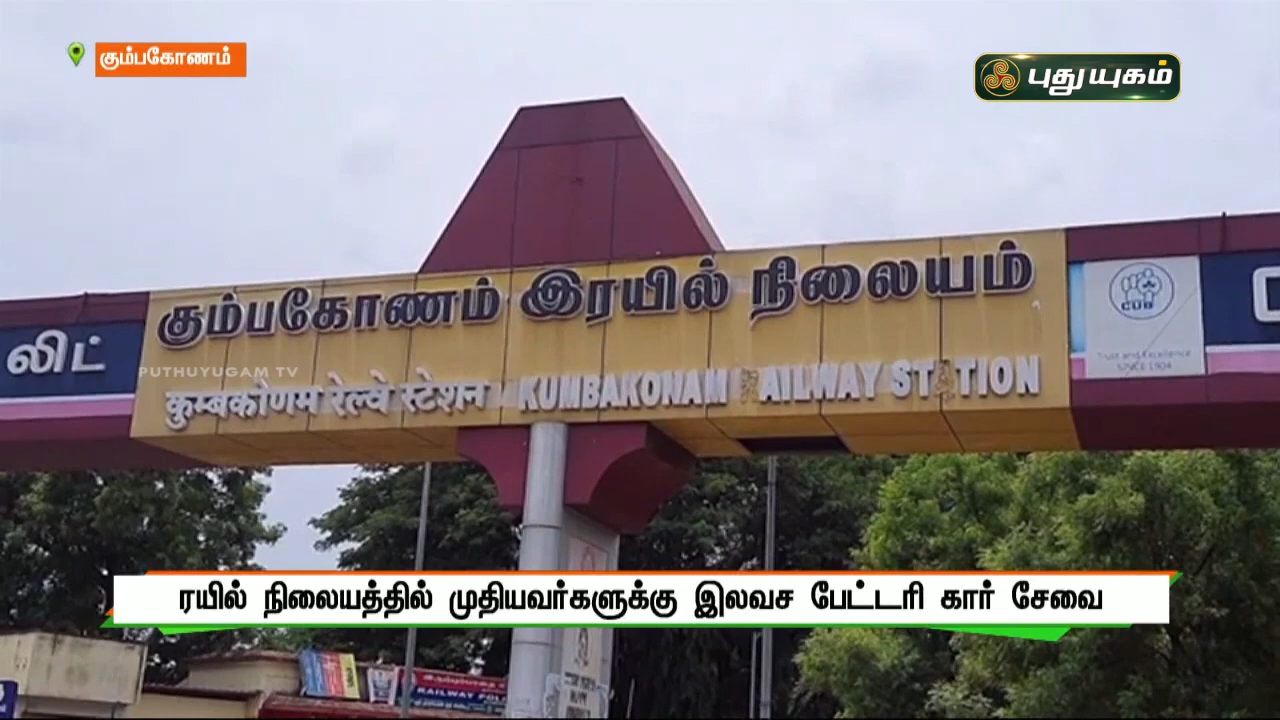 கும்பகோணம்
புதுயுகம்
கும்பகோணம் இரயில் நிலையம்
லிட்
CUB
Trust and Excellence
SINCE 1904
PUTHUYUGAM TV
कुम्बकोणम रेल्वे स्टेशन KUMBAKONAM RAILWAY STATION
ரயில் நிலையத்தில் முதியவர்களுக்கு இலவச பேட்டரி கார் சேவை
RAILWAY POL